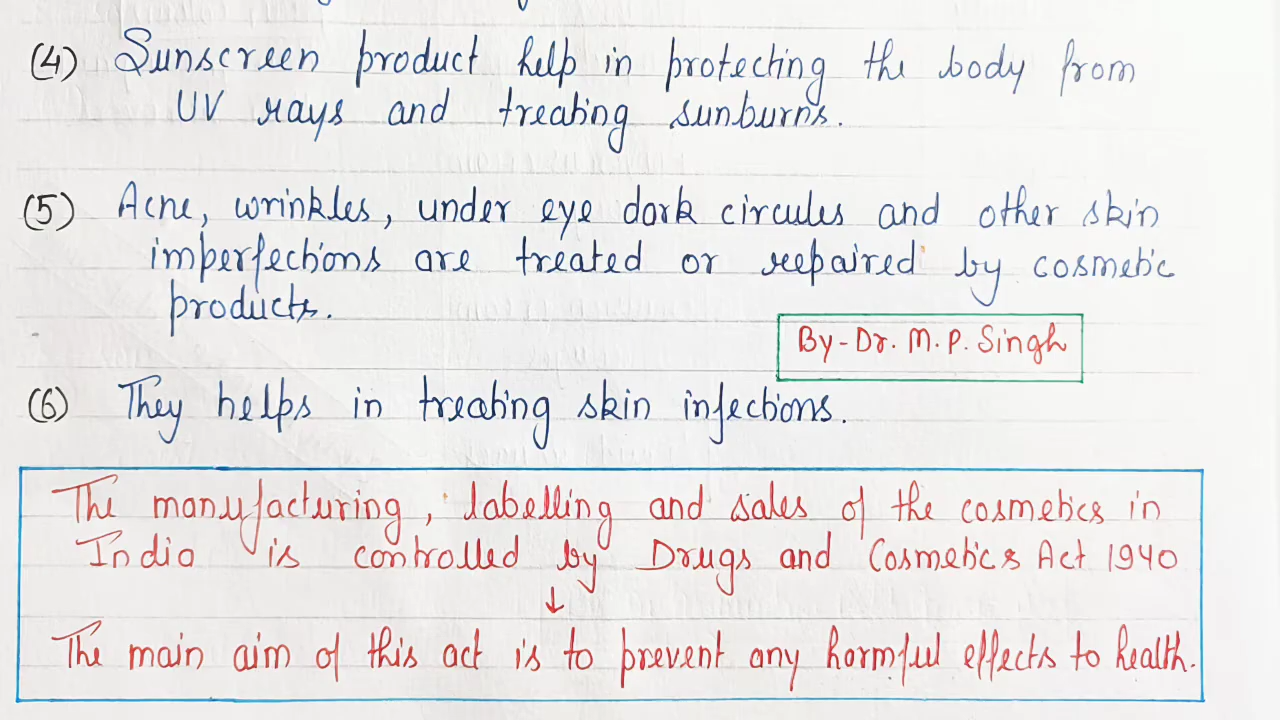 (4) Sunscreen product help in protecting the body from
UV rays and treating sunburns.
(5) Acne, wrinkles, under eye dark circules and other skin
imperfections are treated or repaired by cosmetic
products.
By - Dr. M. P. Singh
(6) They helps in treating skin infections.
The manufacturing, labelling and sales of the cosmetics in
India is controlled by Drugs and Cosmetics Act 1940
↓
The main aim of this act is to prevent any harmful effects to health.